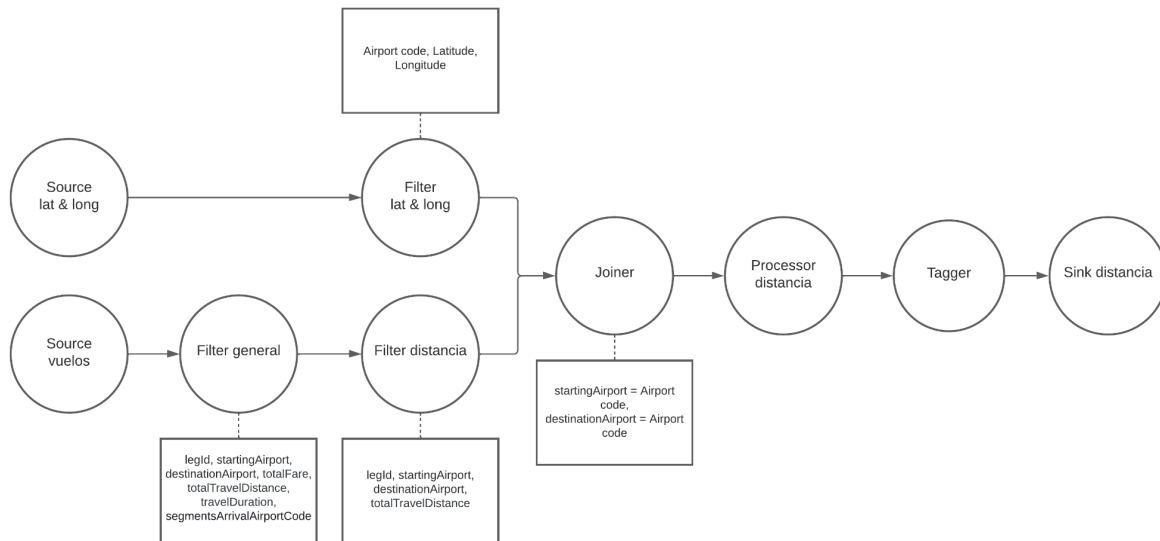 Airport code, Latitude,
Longitude
Source
lat & long
Filter
lat & long
Joiner
Processor
distancia
Tagger
Sink distancia
Source
vuelos
Filter general
Filter distancia
startingAirport = Airport
code,
destinationAirport = Airport
code
legId, startingAirport,
destinationAirport, totalFare,
totalTravelDistance,
travelDuration,
segmentsArrivalAirportCode
legId, startingAirport,
destinationAirport,
totalTravelDistance